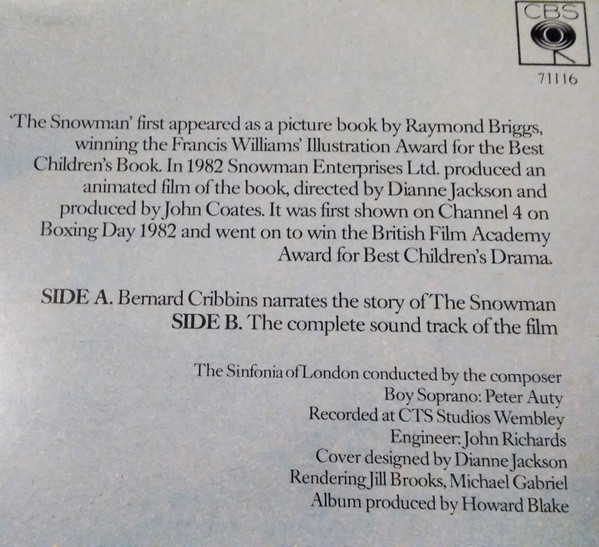 CBS
71116
'The Snowman' first appeared as a picture book by Raymond Briggs,
winning the Francis Williams' Illustration Award for the Best
Children's Book. In 1982 Snowman Enterprises Ltd. produced an
animated film of the book, directed by Dianne Jackson and
produced by John Coates. It was first shown on Channel 4 on
Boxing Day 1982 and went on to win the British Film Academy
Award for Best Children's Drama.
SIDE A. Bernard Cribbins narrates the story of The Snowman
SIDE B. The complete sound track of the film
The Sinfonia of London conducted by the composer
Boy Soprano: Peter Auty
Recorded at CTS Studios Wembley
Engineer: John Richards
Cover designed by Dianne Jackson
Rendering Jill Brooks, Michael Gabriel
Album produced by Howard Blake